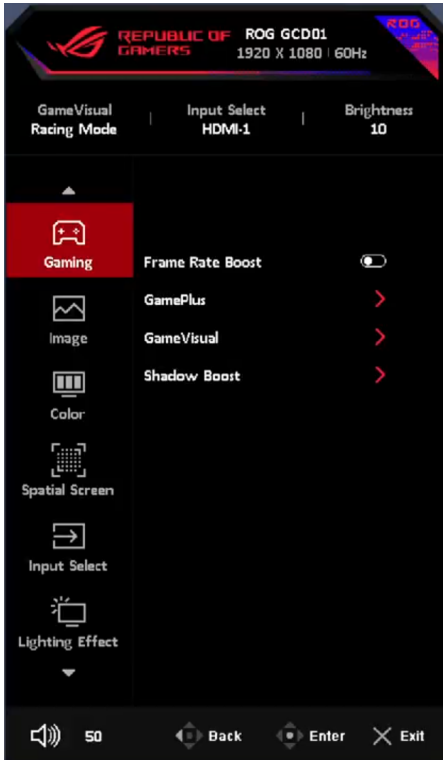 REPUBLIC OF
GAMERS
ROG GCD01
1920 X 1080 | 60Hz
ROG
GameVisual
Racing Mode
Input Select
HDMI-1
Brightness
10
Gaming
Image
Color
Spatial Screen
Input Select
Lighting Effect
Frame Rate Boost
GamePlus
GameVisual
Shadow Boost
50
Back
Enter
Exit